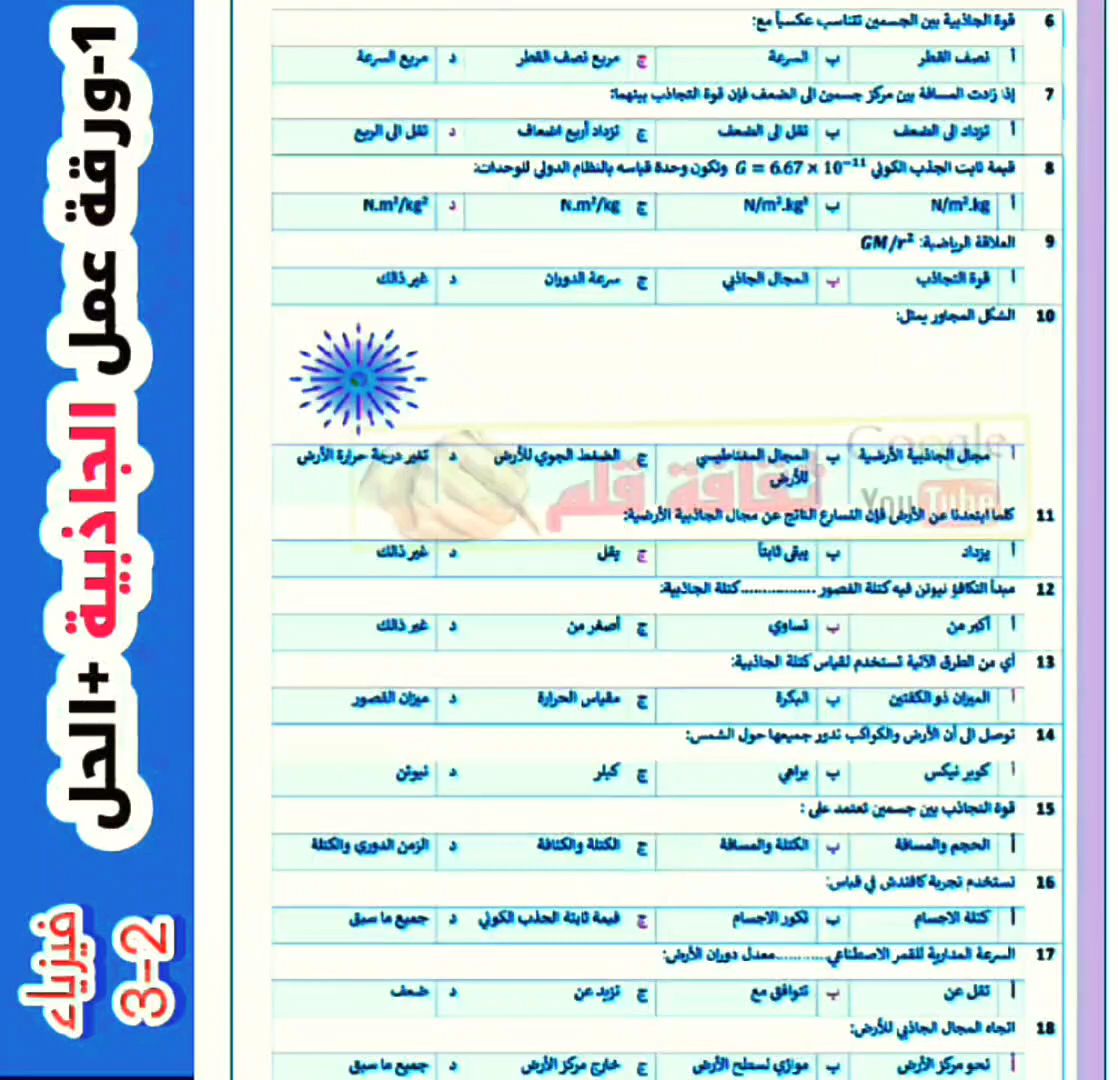 1-ورقة عمل الجاذبية +الحل
فيزياء
3-2
6 قوة الجاذبية بين الجسمين تتناسب عكسياً مع:
أ نصف القطر ب السرعة ج مربع نصف القطر د مربع السرعة
7 إذا زادت المسافة بين مركز جسمين الى الضعف فإن قوة التجاذب بينهما:
أ تزداد الى الضعف ب تقل الى الضعف ج تزداد أربع اضعاف د تقل الى الربع
8 قيمة ثابت الجذب الكوني G = 6.67 × 10⁻¹¹ وتكون وحدة قياسه بالنظام الدولي للوحدات:
أ N/m².kg ب N/m².kg² ج N.m²/kg د N.m²/kg²
9 العلاقة الرياضية: GM/r²
أ قوة التجاذب ب المجال الجاذبي ج سرعة الدوران د غير ذالك
10 الشكل المجاور يمثل:
أ مجال الجاذبية الأرضية ب المجال المغناطيسي ج الضغط الجوي للأرض د تغير درجة حرارة الأرض
للأرض
Google
YouTube
ثقافة قلم
11 كلما ابتعدنا عن الأرض فإن التسارع الناتج عن مجال الجاذبية الأرضية:
أ يزداد ب يبقى ثابتاً ج يقل د غير ذالك
12 مبدأ التكافؤ نيوتن فيه كتلة القصور ..................كتلة الجاذبية:
أ أكبر من ب تساوي ج أصغر من د غير ذالك
13 أي من الطرق الآتية تستخدم لقياس كتلة الجاذبية:
أ الميزان ذو الكفتين ب البكرة ج مقياس الحرارة د ميزان القصور
14 توصل الى أن الأرض والكواكب تدور جميعها حول الشمس:
أ كوبر نيكس ب براهي ج كبلر د نيوتن
15 قوة التجاذب بين جسمين تعتمد على :
أ الحجم والمسافة ب الكتلة والمسافة ج الكتلة والكثافة د الزمن الدوري والكتلة
16 تستخدم تجربة كافندش في قياس:
أ كتلة الاجسام ب تكور الاجسام ج قيمة ثابتة الجذب الكوني د جميع ما سبق
17 السرعة المدارية للقمر الاصطناعي...........معدل دوران الأرض:
أ تقل عن ب تتوافق مع ج تزيد عن د ضعف
18 اتجاه المجال الجاذبي للأرض:
أ نحو مركز الأرض ب موازي لسطح الأرض ج خارج مركز الأرض د جميع ما سبق